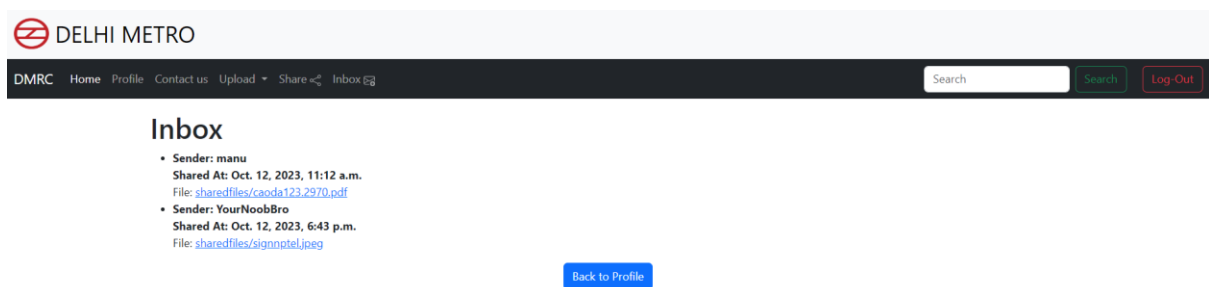 DELHI METRO
DMRC Home Profile Contact us Upload Share Inbox Search Search Log-Out
Inbox
Sender: manu
Shared At: Oct. 12, 2023, 11:12 a.m.
File: sharedfiles/caoda123.2970.pdf
Sender: YourNoobBro
Shared At: Oct. 12, 2023, 6:43 p.m.
File: sharedfiles/signnptel.jpeg
Back to Profile